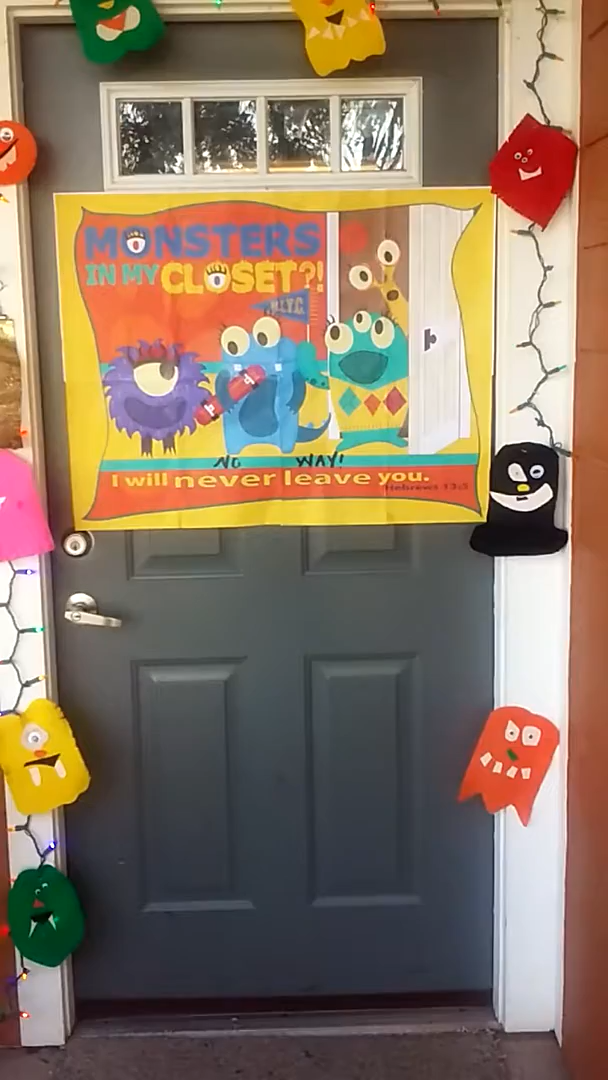 MONSTERS
IN MY CLOSET?!
NO WAY!
I will never leave you.
Hebrews 13:5